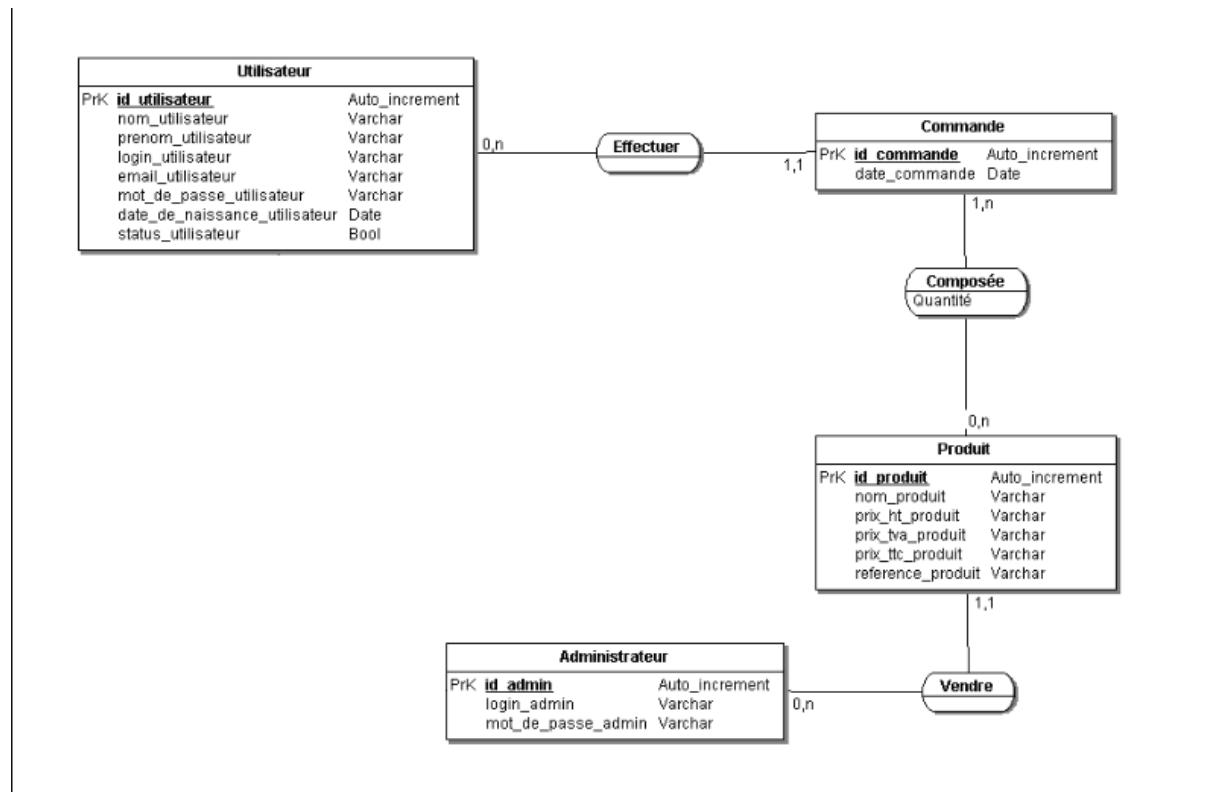 Utilisateur
PrK id_utilisateur Auto_increment
nom_utilisateur Varchar
prenom_utilisateur Varchar
login_utilisateur Varchar
email_utilisateur Varchar
mot_de_passe_utilisateur Varchar
date_de_naissance_utilisateur Date
status_utilisateur Bool
0,n
Effectuer
1,1
Commande
PrK id_commande Auto_increment
date_commande Date
1,n
Composée
Quantité
0,n
Produit
PrK id_produit Auto_increment
nom_produit Varchar
prix_ht_produit Varchar
prix_tva_produit Varchar
prix_ttc_produit Varchar
reference_produit Varchar
1,1
Vendre
0,n
Administrateur
PrK id_admin Auto_increment
login_admin Varchar
mot_de_passe_admin Varchar